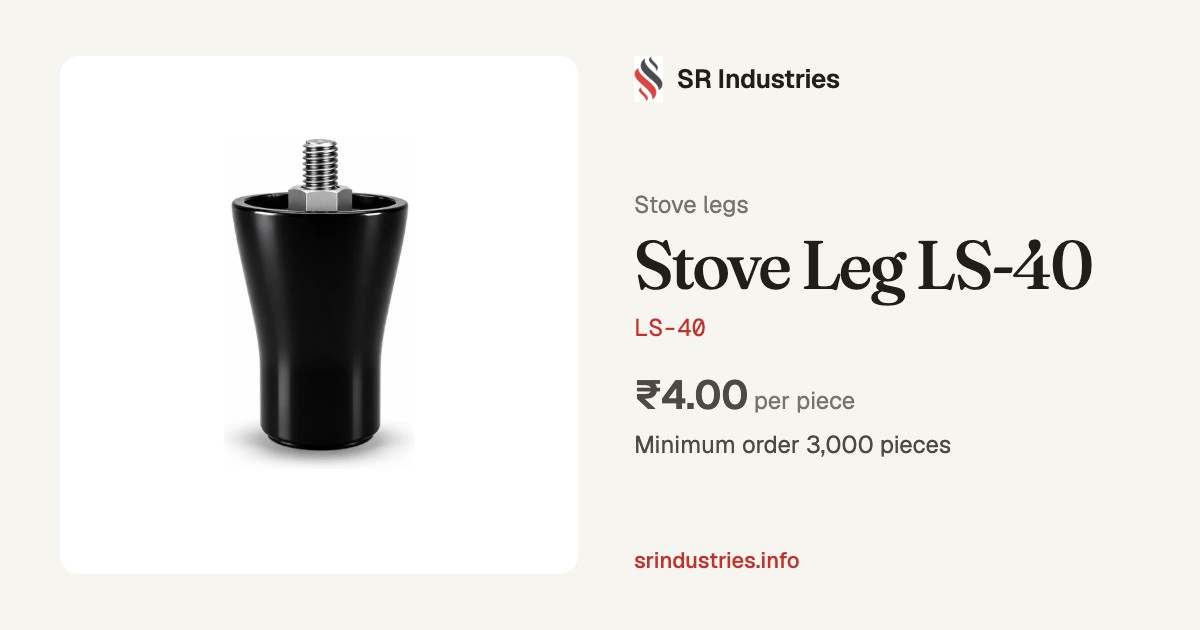 SR Industries
Stove legs
Stove Leg LS-40
LS-40
₹4.00 per piece
Minimum order 3,000 pieces
srindustries.info